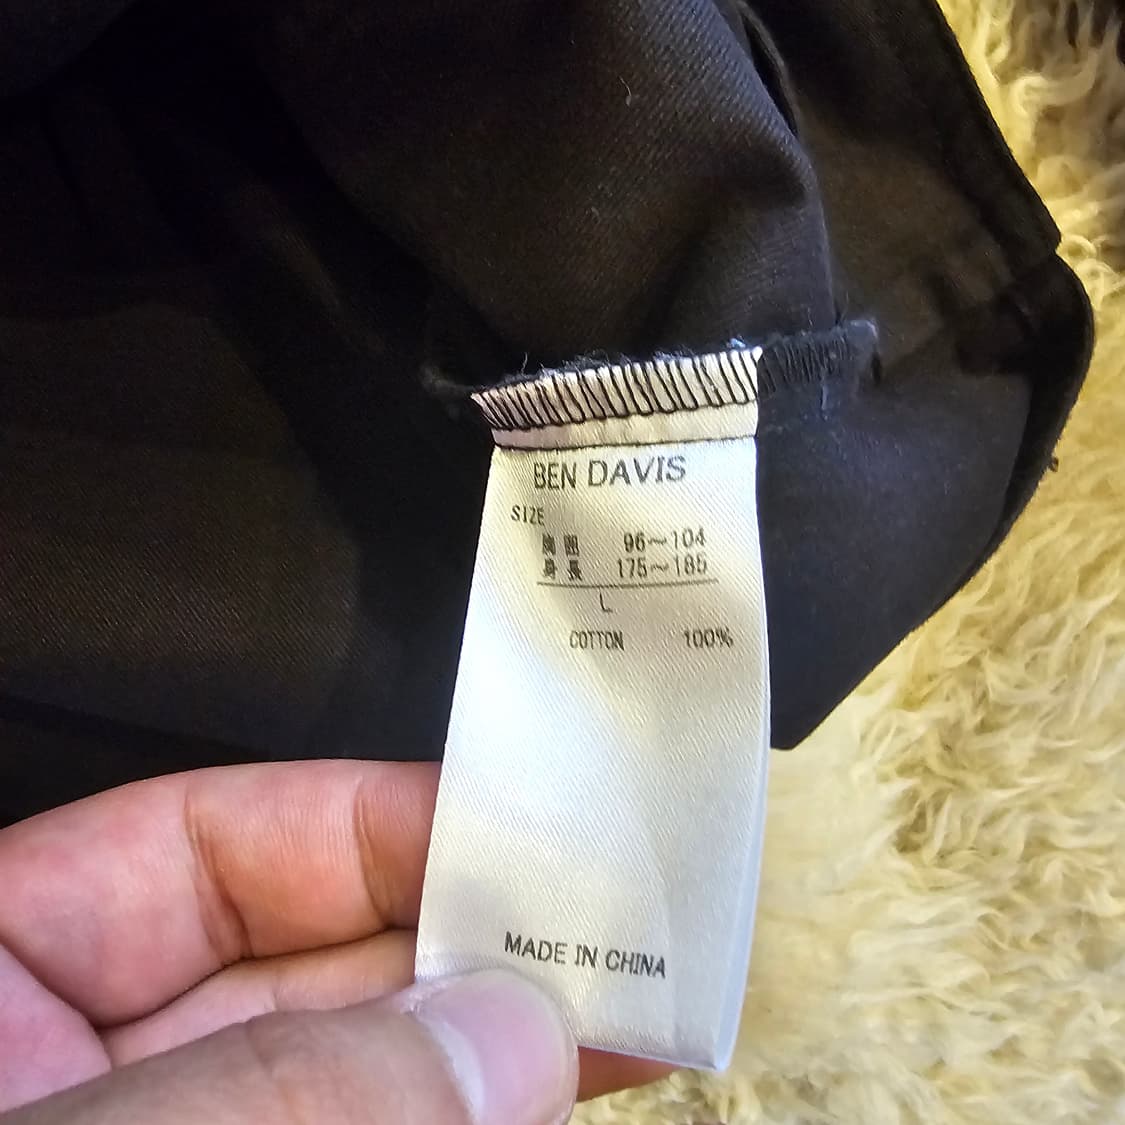 BEN DAVIS
SIZE
胸囲 96〜104
身長 175〜185
L
COTTON 100%
MADE IN CHINA